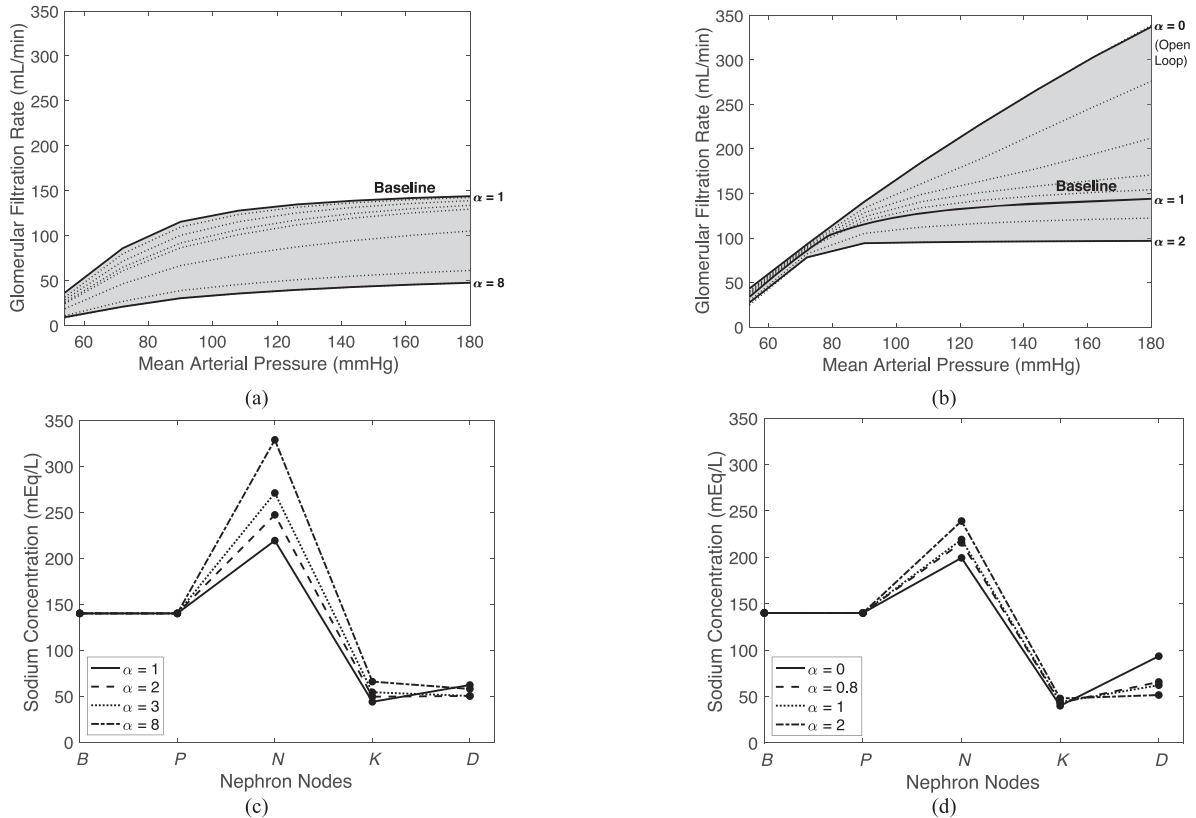 350
300
250
200
150
100
50
0
Glomerular Filtration Rate (mL/min)
Baseline
α = 1
α = 8
60 80 100 120 140 160 180
Mean Arterial Pressure (mmHg)
(a)
350
300
250
200
150
100
50
0
Glomerular Filtration Rate (mL/min)
α = 0
(Open
Loop)
Baseline
α = 1
α = 2
60 80 100 120 140 160 180
Mean Arterial Pressure (mmHg)
(b)
350
300
250
200
150
100
50
0
Sodium Concentration (mEq/L)
α = 1
α = 2
α = 3
α = 8
B P N K D
Nephron Nodes
(c)
350
300
250
200
150
100
50
0
Sodium Concentration (mEq/L)
α = 0
α = 0.8
α = 1
α = 2
B P N K D
Nephron Nodes
(d)